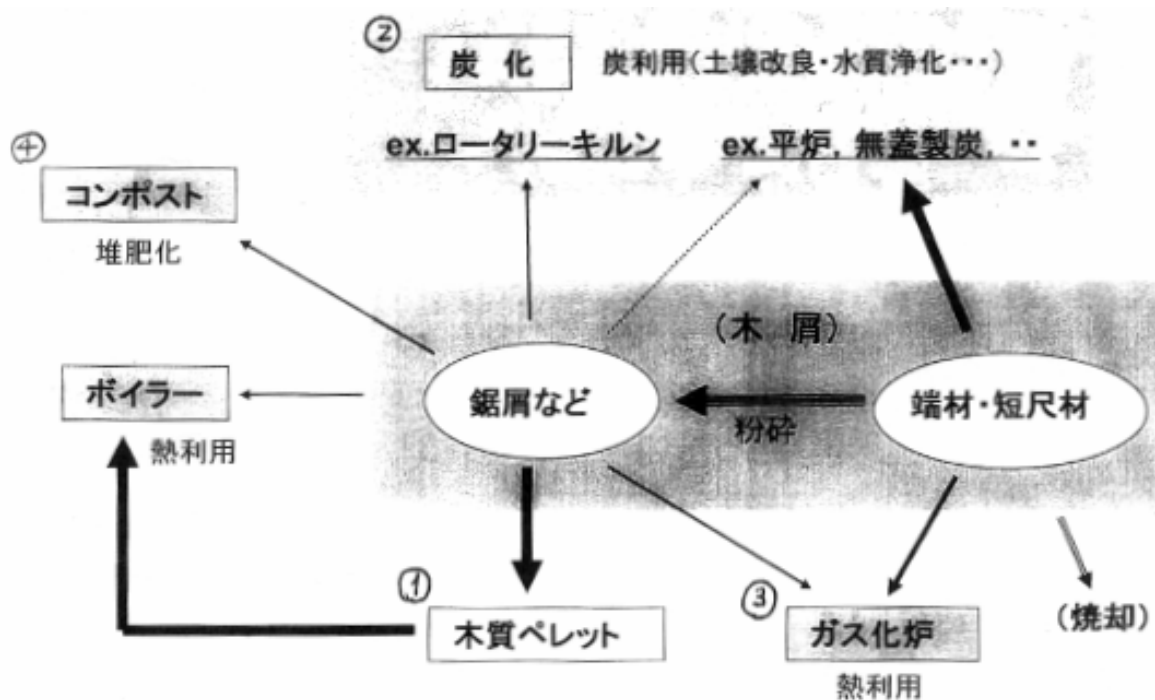 ②
炭 化 炭利用(土壌改良・水質浄化・・・)
ex.ロータリーキルン ex.平炉, 無蓋製炭, ・・
④
コンポスト
堆肥化
(木 屑)
ボイラー
熱利用
鋸屑など
粉砕
端材・短尺材
①
木質ペレット
③
ガス化炉
熱利用
(焼却)